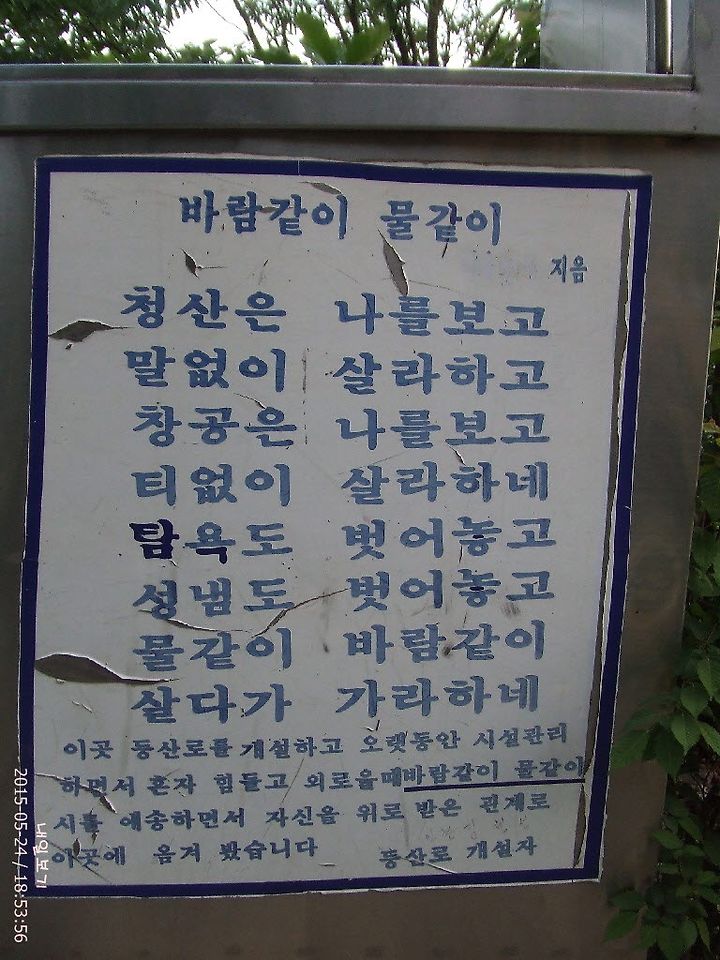 바람같이 물같이
지음
청산은 나를보고
말없이 살라하고
창공은 나를보고
티없이 살라하네
탐욕도 벗어놓고
성냄도 벗어놓고
물같이 바람같이
살다가 가라하네
이곳 등산로를 개설하고 오랫동안 시설관리
하면서 혼자 힘들고 외로울때바람같이 물같이
시를 애송하면서 자신을 위로 받은 관계로
이곳에 옴겨 봤습니다 등산로 개설자
2015-05-24 / 18:53:56
내일보기